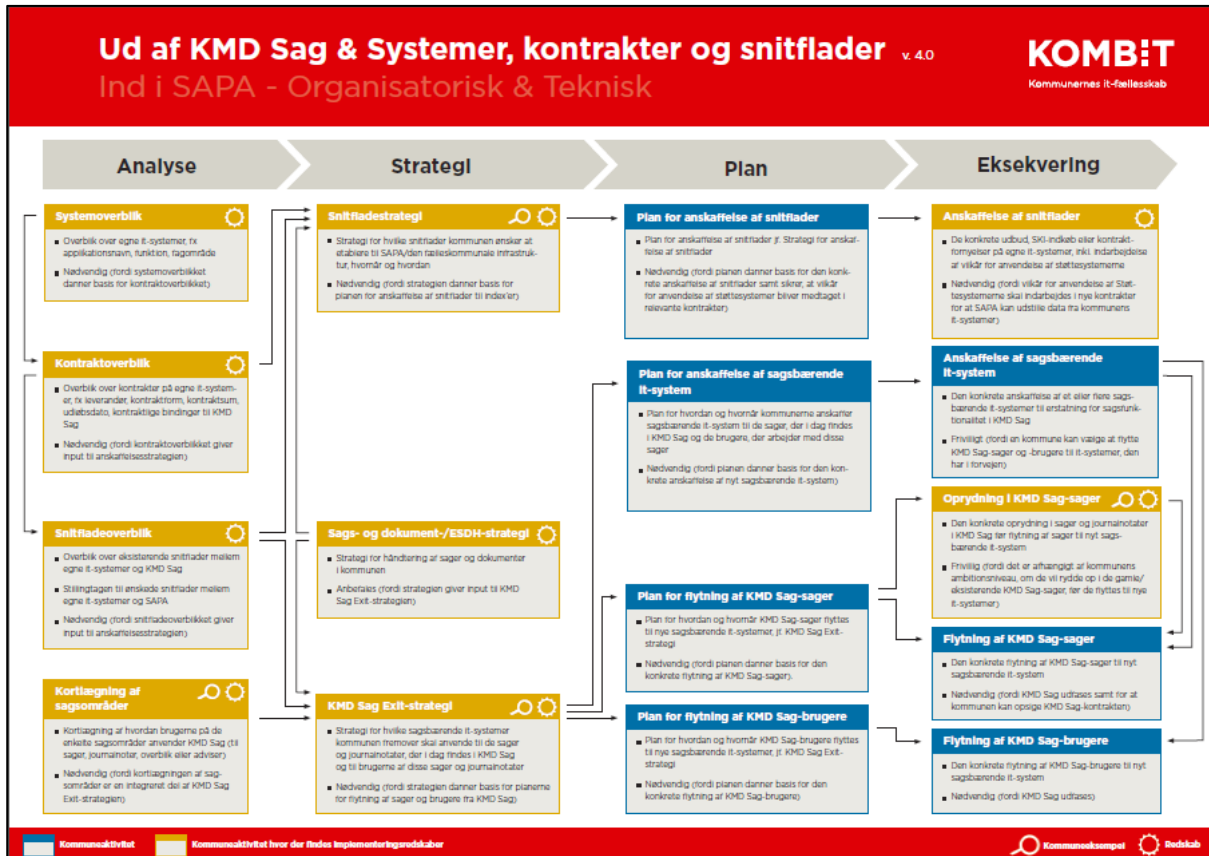 Ud af KMD Sag & Systemer, kontrakter og snitflader v. 4.0
Ind i SAPA - Organisatorisk & Teknisk
KOMBIT
Kommunernes it-fællesskab
Analyse
Strategi
Plan
Eksekvering
Systemoverblik
Overblik over egne it-systemer, fx
applikationsnavn, funktion, fagområde
Nødvendig (fordi systemoverblikket
danner basis for kontraktoverblikket)
Kontraktoverblik
Overblik over kontrakter på egne it-system-
er, fx leverandør, kontraktform, kontraktsum,
udløbsdato, kontraktlige bindinger til KMD
Sag
Nødvendig (fordi kontraktoverblikket giver
input til anskaffelsesstrategien)
Snitfladeoverblik
Overblik over eksisterende snitflader mellem
egne it-systemer og KMD Sag
Stillingtagen til ønskede snitflader mellem
egne it-systemer og SAPA
Nødvendig (fordi snitfladeoverblikket giver
input til anskaffelsesstrategien)
Kortlægning af
sagsområder
Kortlægning af hvordan brugerne på de
enkelte sagsområder anvender KMD Sag (til
sager, journalnoter, overblik eller adviser)
Nødvendig (fordi kortlægningen af sag-
sområder er en integreret del af KMD Sag
Exit-strategien)
Snitfladestrategi
Strategi for hvilke snitflader kommunen ønsker at
etablere til SAPA/den fælleskommunale infrastruk-
tur, hvornår og hvordan
Nødvendig (fordi strategien danner basis for
planen for anskaffelse af snitflader til index'er)
Sags- og dokument-/ESDH-strategi
Strategi for håndtering af sager og dokumenter
i kommunen
Anbefales (fordi strategien giver input til KMD
Sag Exit-strategien)
KMD Sag Exit-strategi
Strategi for hvilke sagsbærende it-systemer
kommunen fremover skal anvende til de sager
og journalnotater, der i dag findes i KMD Sag
og til brugerne af disse sager og journalnotater
Nødvendig (fordi strategien danner basis for planerne
for flytning af sager og brugere fra KMD Sag)
Plan for anskaffelse af snitflader
Plan for anskaffelse af snitflader jf. Strategi for anskaf-
felse af snitflader
Nødvendig (fordi planen danner basis for den konk-
rete anskaffelse af snitflader samt sikrer, at vilkår
for anvendelse af støttesystemer bliver medtaget i
relevante kontrakter)
Plan for anskaffelse af sagsbærende
it-system
Plan for hvordan og hvornår kommunerne anskaffer
sagsbærende it-system til de sager, der i dag findes
i KMD Sag og de brugere, der arbejder med disse
sager
Nødvendig (fordi planen danner basis for den kon-
krete anskaffelse af nyt sagsbærende it-system)
Plan for flytning af KMD Sag-sager
Plan for hvordan og hvornår KMD Sag-sager flyttes
til nye sagsbærende it-systemer, jf. KMD Sag Exit-
strategi
Nødvendig (fordi planen danner basis for den
konkrete flytning af KMD Sag-sager).
Plan for flytning af KMD Sag-brugere
Plan for hvordan og hvornår KMD Sag-brugere flyttes
til nye sagsbærende it-systemer, jf. KMD Sag Exit-
strategi
Nødvendig (fordi planen danner basis for den
konkrete flytning af KMD Sag-brugere)
Anskaffelse af snitflader
De konkrete udbud, SKI-indkøb eller kontrakt-
fornyelser på egne it-systemer, inkl. indarbejdelse
af vilkår for anvendelse af støttesystemerne
Nødvendig (fordi vilkår for anvendelse af Støt-
tesystemerne skal indarbejdes i nye kontrakter
for at SAPA kan udstille data fra kommunens
it-systemer)
Anskaffelse af sagsbærende
it-system
Den konkrete anskaffelse af et eller flere sags-
bærende it-systemer til erstatning for sagsfunk-
tionalitet i KMD Sag
Frivilligt (fordi en kommune kan vælge at flytte
KMD Sag-sager og -brugere til it-systemer, den
har i forvejen)
Oprydning i KMD Sag-sager
Den konkrete oprydning i sager og journalnotater
i KMD Sag før flytning af sager til nyt sags-
bærende it-system
Frivillig (fordi det er afhængigt af kommunens
ambitionsniveau, om de vil rydde op i de gamle/
eksisterende KMD Sag-sager, før de flyttes til nye
it-systemer)
Flytning af KMD Sag-sager
Den konkrete flytning af KMD Sag-sager til nyt
sagsbærende it-system
Nødvendig (fordi KMD Sag udfases samt for at
kommunen kan opsige KMD Sag-kontrakten)
Flytning af KMD Sag-brugere
Den konkrete flytning af KMD Sag-brugere til nyt
sagsbærende it-system
Nødvendig (fordi KMD Sag udfases)
Kommuneaktivitet
Kommuneaktivitet hvor der findes implementeringsredskaber
Kommuneeksempel
Redskab